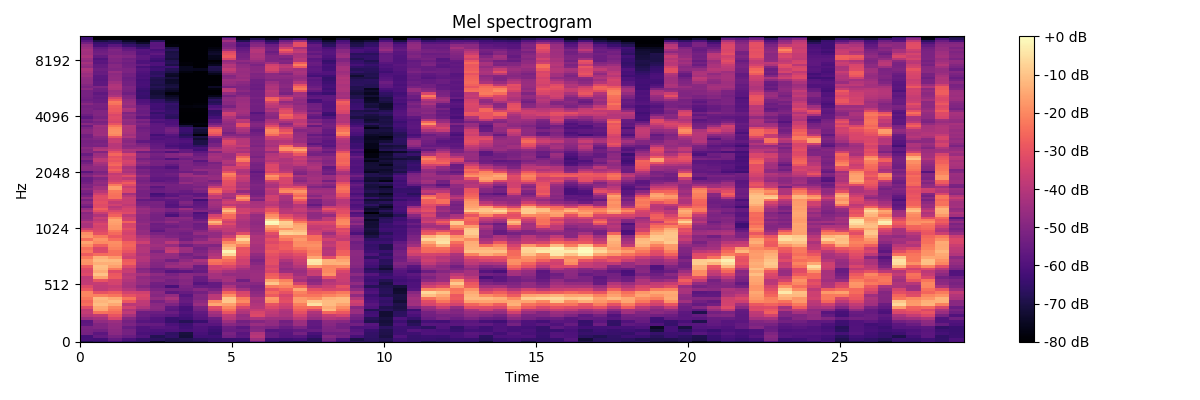 Mel spectrogram
8192
4096
2048
1024
512
0
Hz
0 5 10 15 20 25
Time
+0 dB
-10 dB
-20 dB
-30 dB
-40 dB
-50 dB
-60 dB
-70 dB
-80 dB